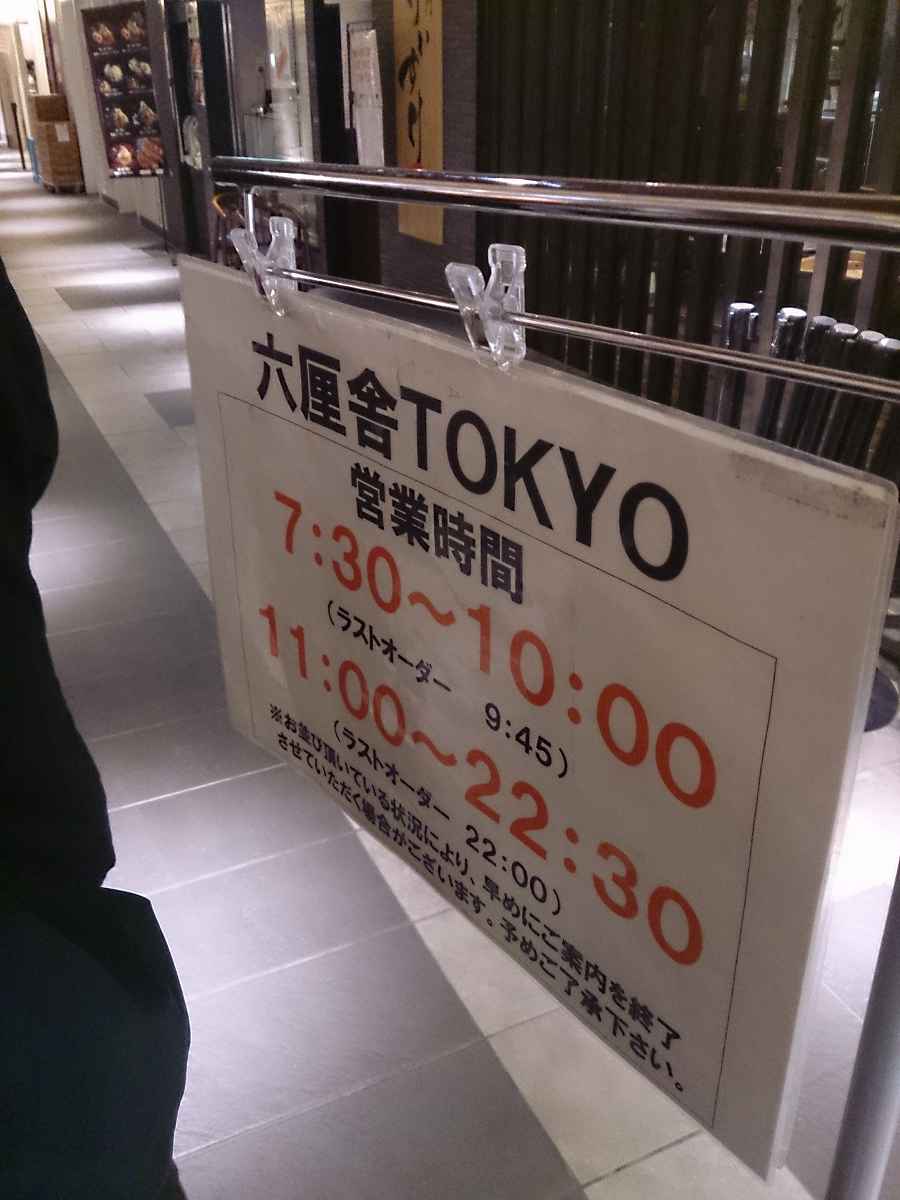 六厘舎TOKYO
営業時間
7:30～10:00
(ラストオーダー 9:45)
11:00～22:30
(ラストオーダー 22:00)
※お並び頂いている状況により、早めにご案内を終了
させていただく場合がございます。予めご了承下さい。